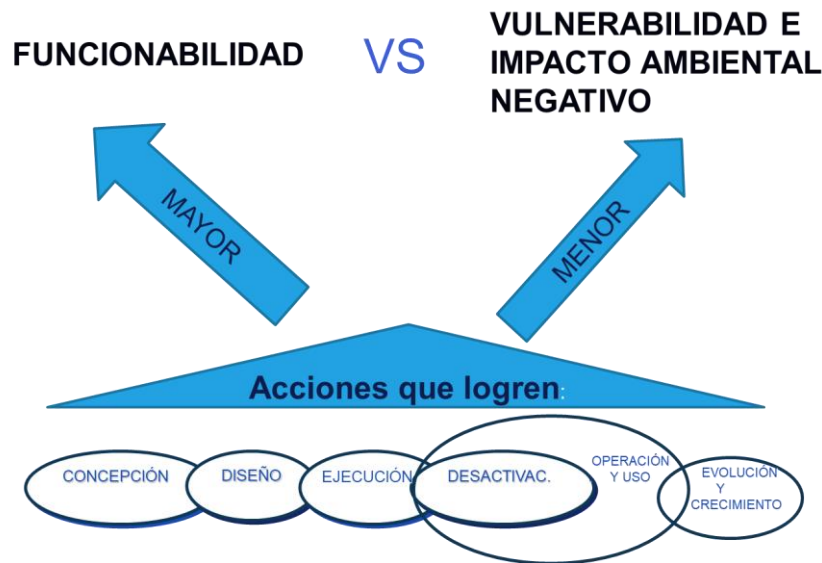 FUNCIONABILIDAD
VS
VULNERABILIDAD E
IMPACTO AMBIENTAL
NEGATIVO
MAYOR
MENOR
Acciones que logren:
CONCEPCIÓN
DISEÑO
EJECUCIÓN
DESACTIVAC.
OPERACIÓN
Y USO
EVOLUCIÓN
Y
CRECIMIENTO